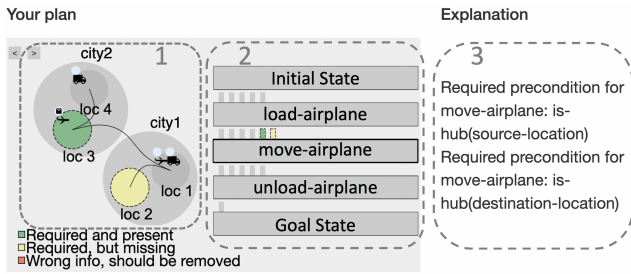 Your plan
Explanation
< >
city2
1
loc 4
loc 3
city1
loc 1
loc 2
Required and present
Required, but missing
Wrong info, should be removed
2
Initial State
load-airplane
move-airplane
unload-airplane
Goal State
3
Required precondition for
move-airplane: is-
hub(source-location)
Required precondition for
move-airplane: is-
hub(destination-location)